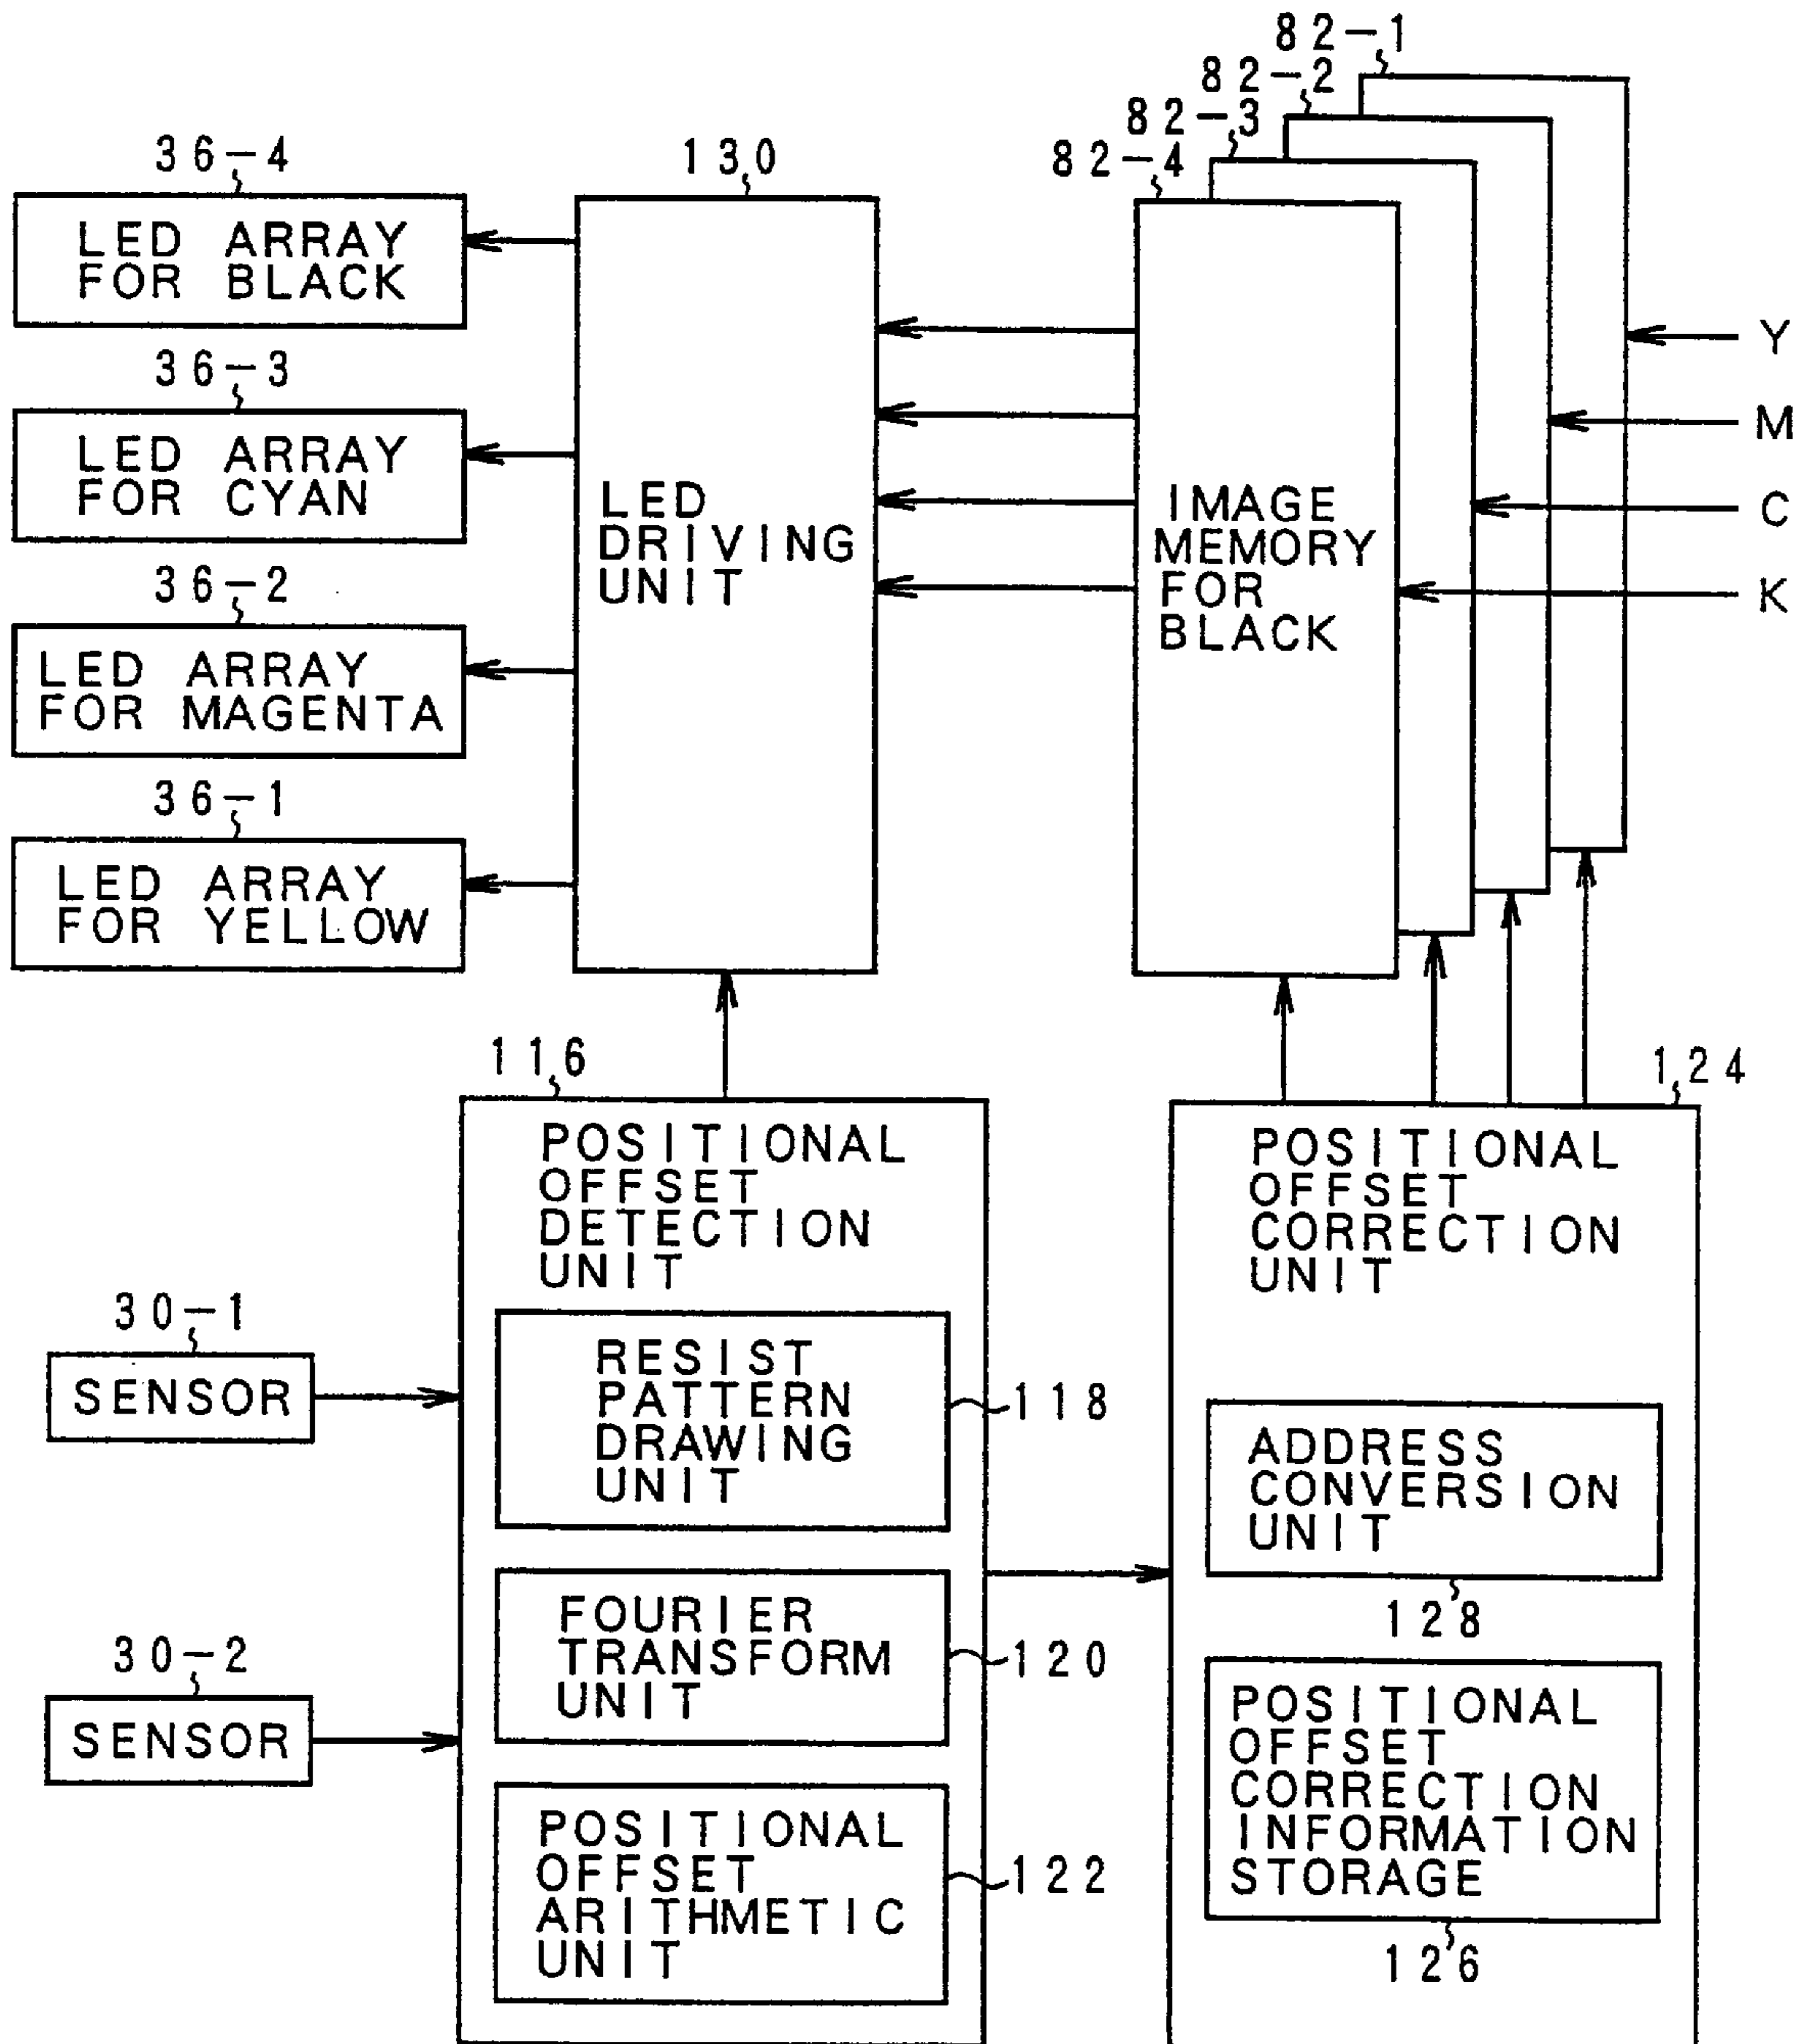 82-1
82-2
82-3
82-4
36-4
LED ARRAY
FOR BLACK
36-3
LED ARRAY
FOR CYAN
36-2
LED ARRAY
FOR MAGENTA
36-1
LED ARRAY
FOR YELLOW
130
LED
DRIVING
UNIT
IMAGE
MEMORY
FOR
BLACK
Y
M
C
K
116
POSITIONAL
OFFSET
DETECTION
UNIT
30-1
SENSOR
30-2
SENSOR
RESIST
PATTERN
DRAWING
UNIT
118
FOURIER
TRANSFORM
UNIT
120
POSITIONAL
OFFSET
ARITHMETIC
UNIT
122
124
POSITIONAL
OFFSET
CORRECTION
UNIT
ADDRESS
CONVERSION
UNIT
128
POSITIONAL
OFFSET
CORRECTION
INFORMATION
STORAGE
126